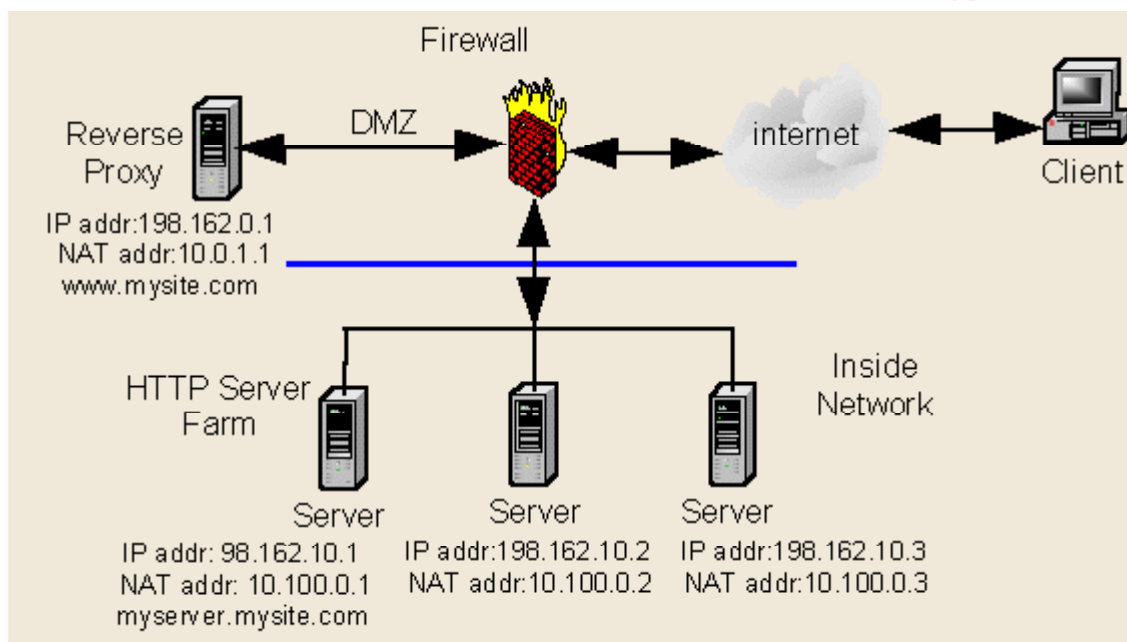 Firewall
DMZ
Reverse
Proxy
IP addr:198.162.0.1
NAT addr:10.0.1.1
www.mysite.com
internet
Client
HTTP Server
Farm
Inside
Network
Server
IP addr: 98.162.10.1
NAT addr: 10.100.0.1
myserver.mysite.com
Server
IP addr:198.162.10.2
NAT addr:10.100.0.2
Server
IP addr:198.162.10.3
NAT addr:10.100.0.3